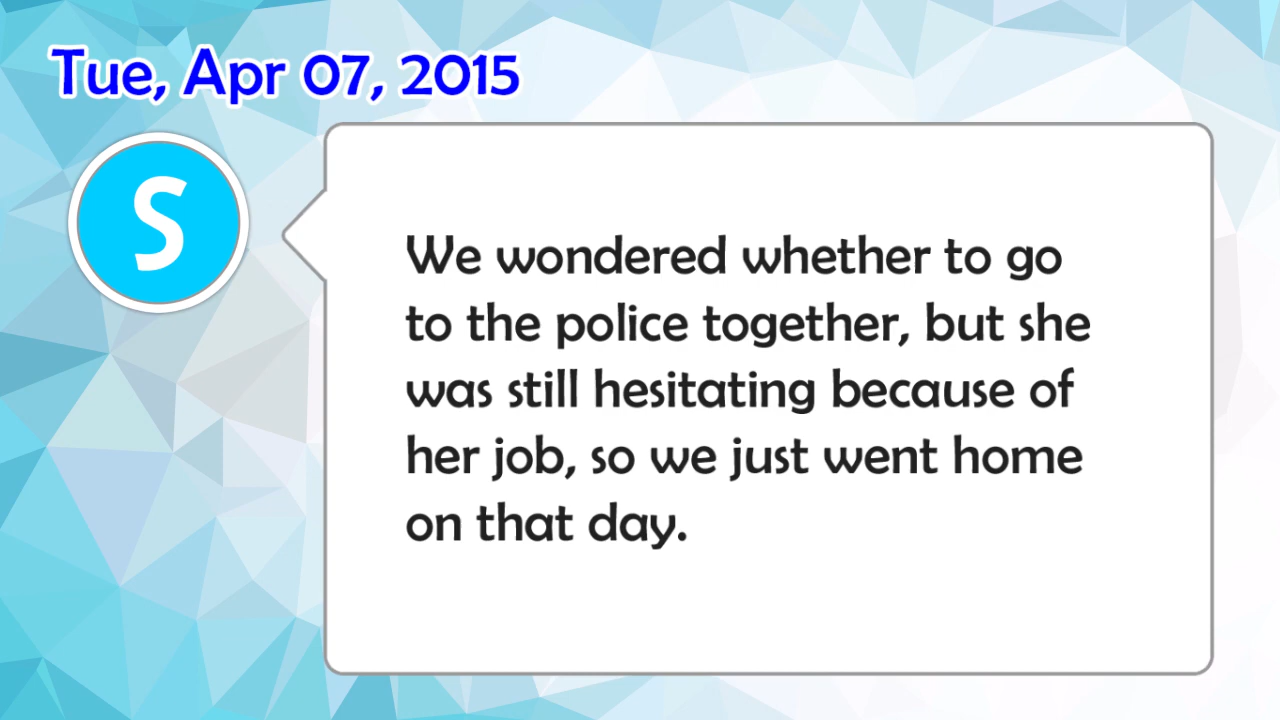 Tue, Apr 07, 2015
S
We wondered whether to go
to the police together, but she
was still hesitating because of
her job, so we just went home
on that day.